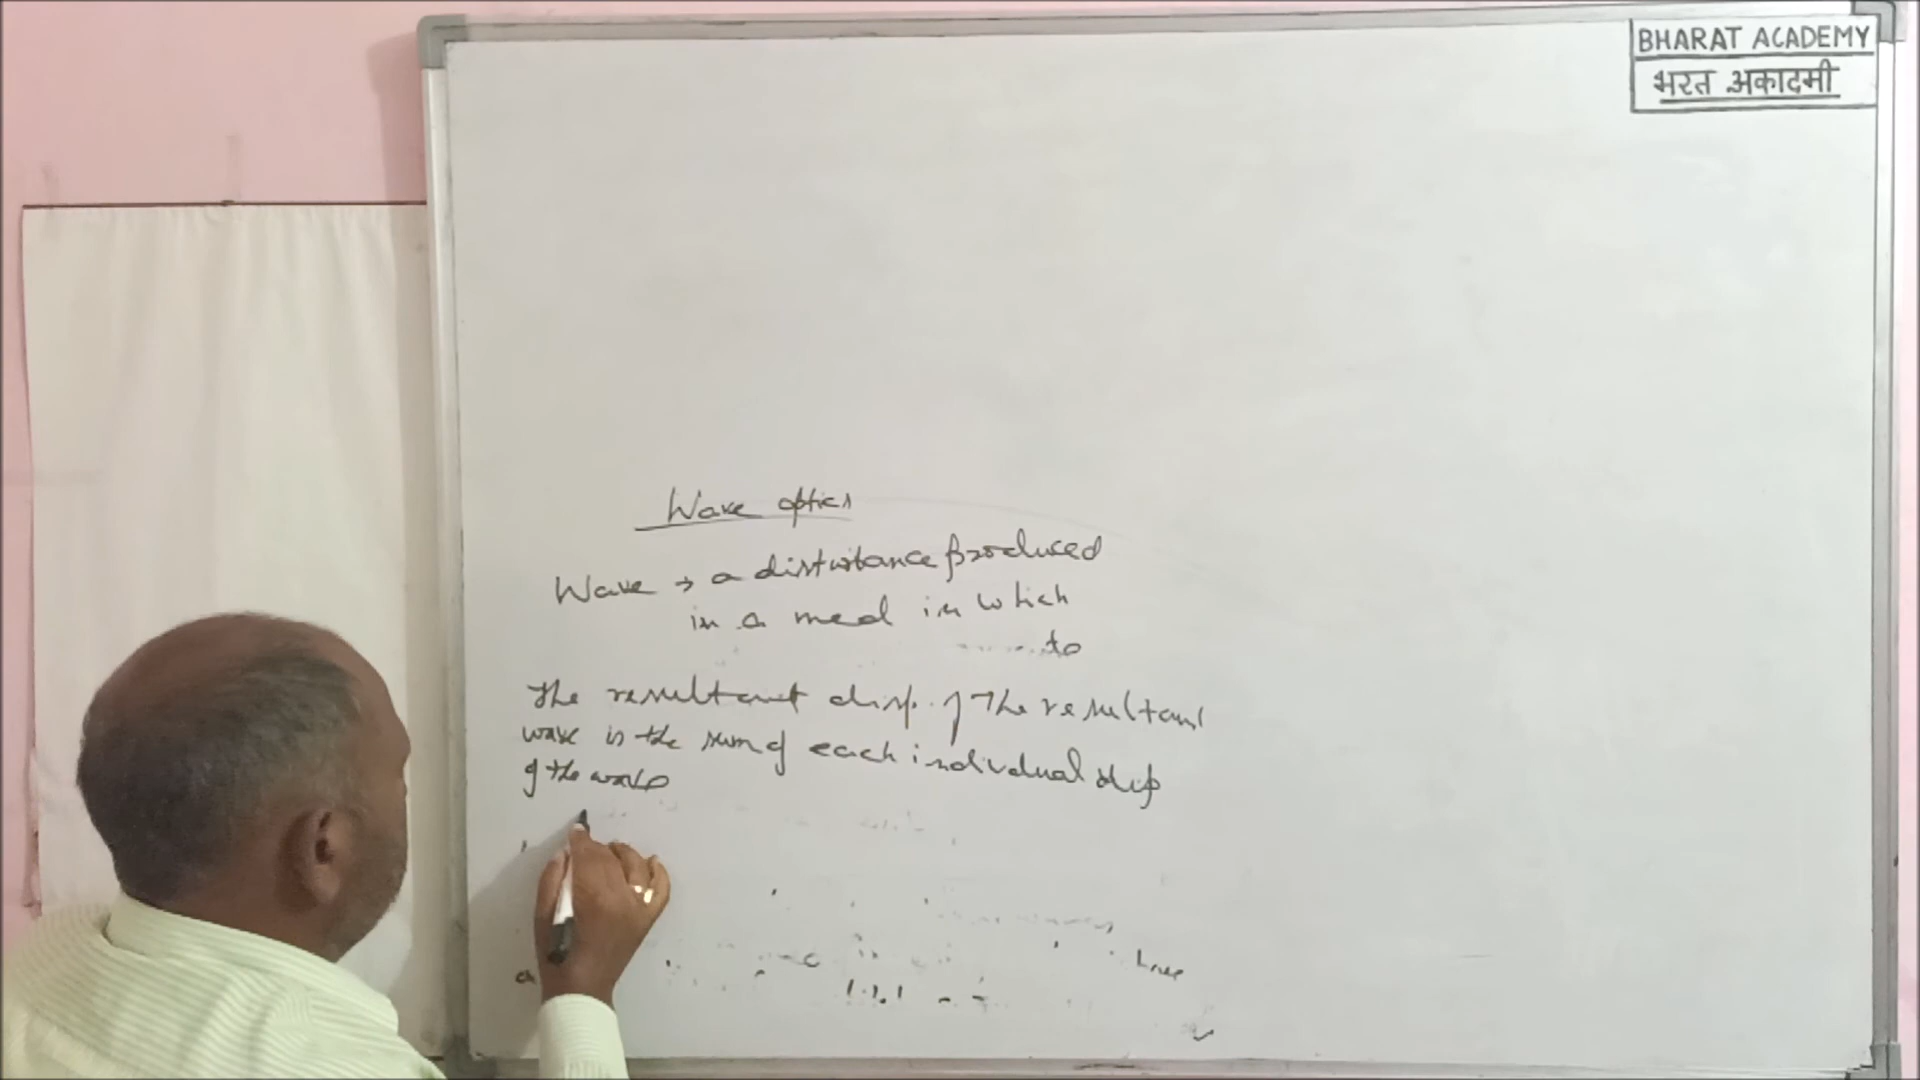 BHARAT ACADEMY
भरत अकादमी
Wave optics
Wave → a disturbance produced
in a med in which
to
The resultant disp. of The resultant
wave is the sum of each individual disp
of the